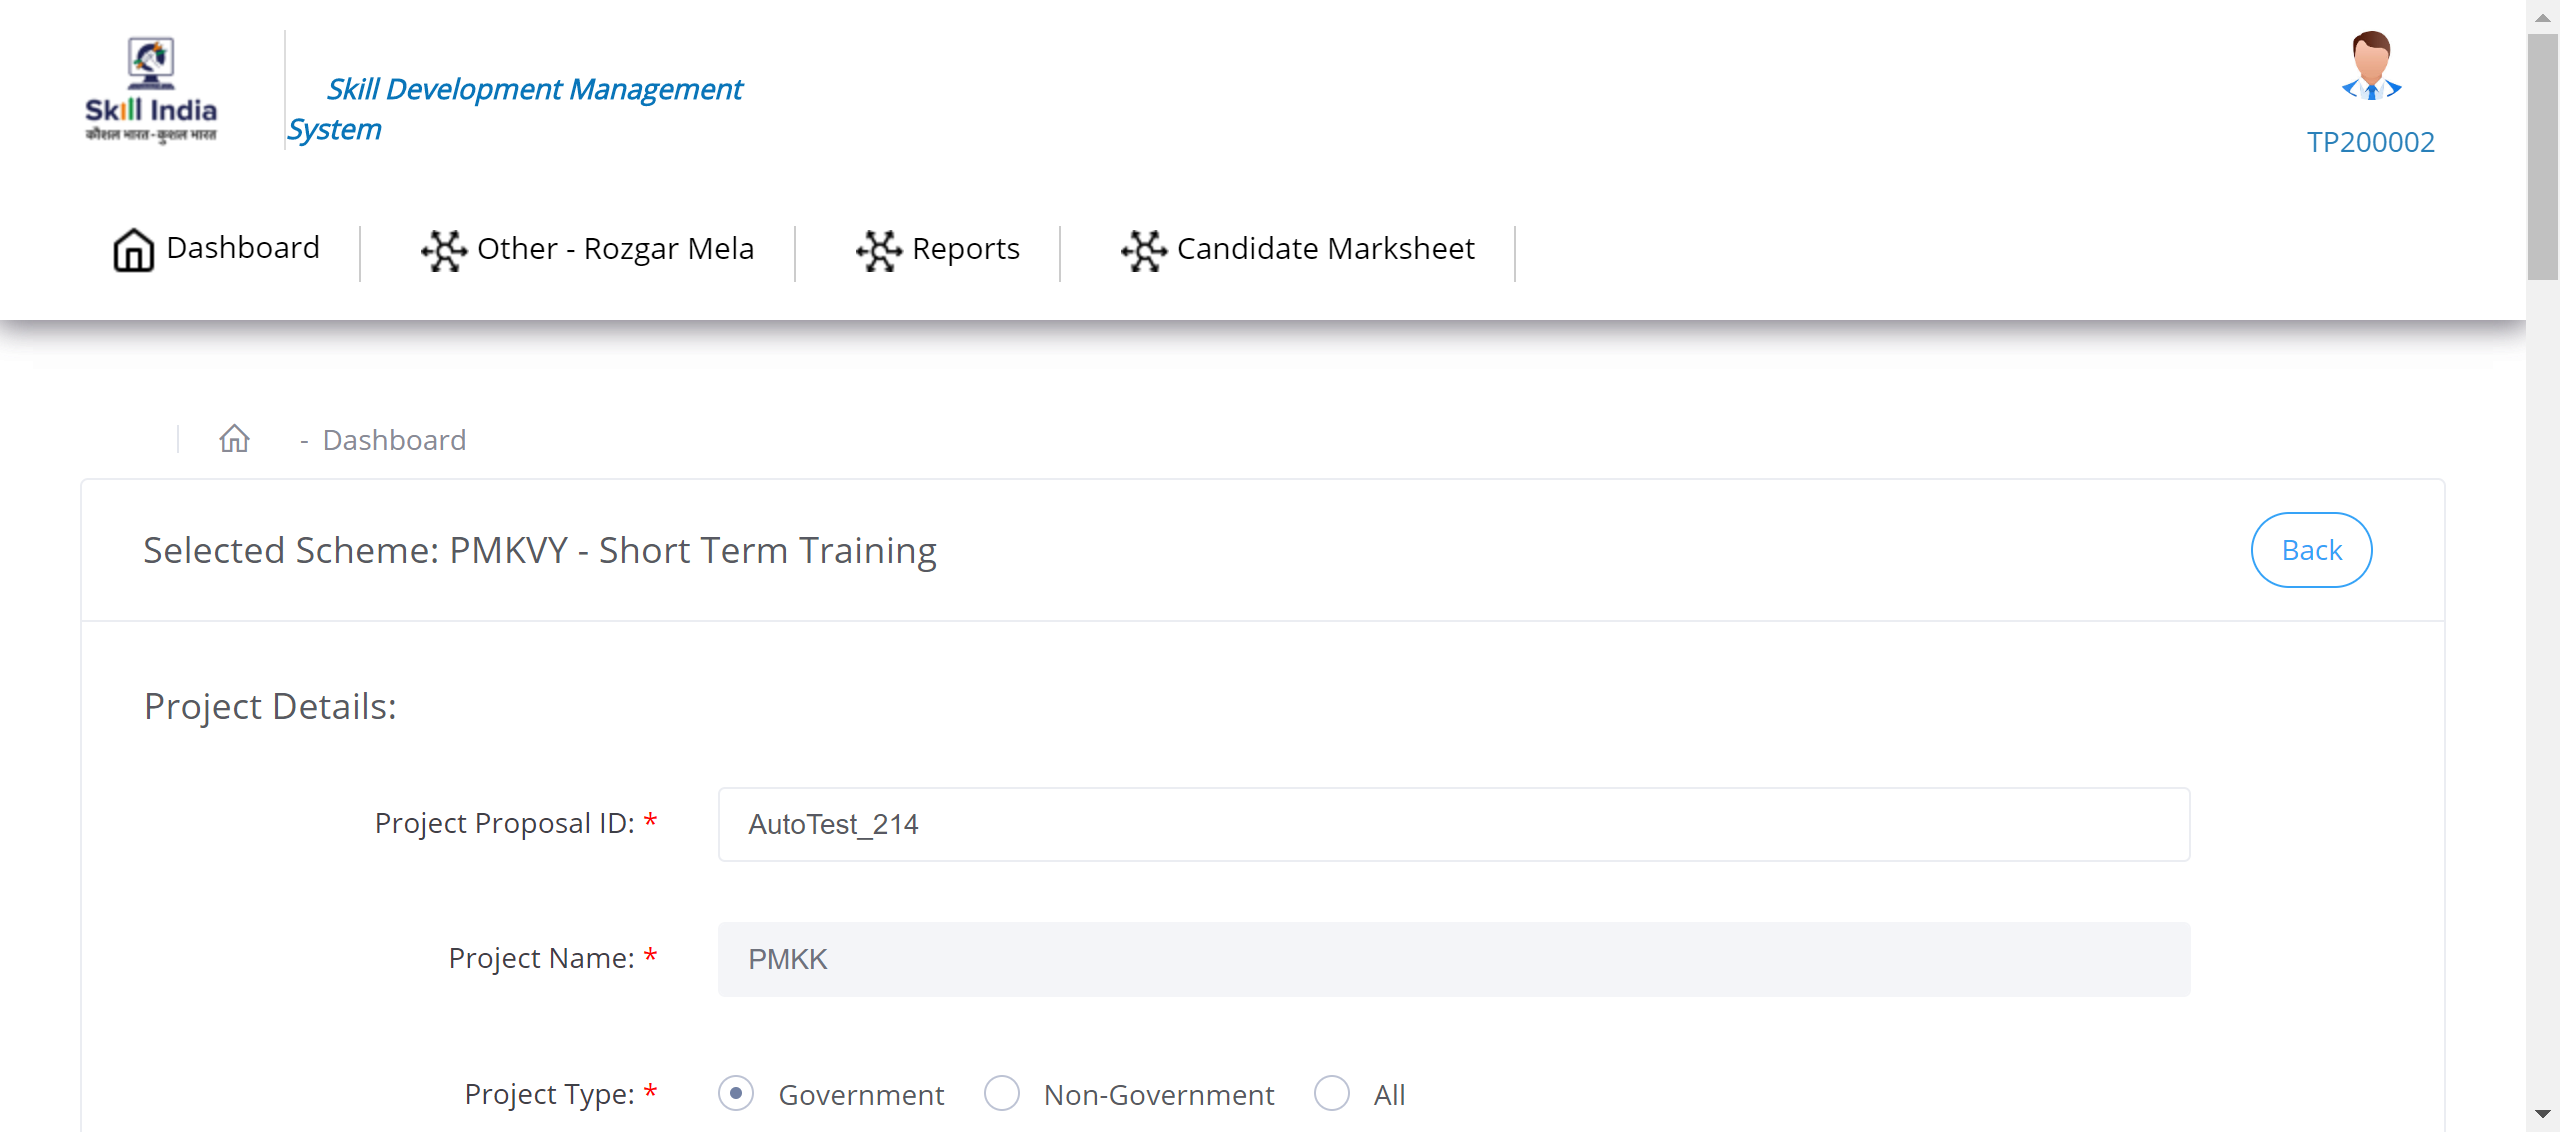 Skill India
कौशल भारत-कुशल भारत
Skill Development Management
System
TP200002
Dashboard
Other - Rozgar Mela
Reports
Candidate Marksheet
- Dashboard
Selected Scheme: PMKVY - Short Term Training
Back
Project Details:
Project Proposal ID: *
AutoTest_214
Project Name: *
PMKK
Project Type: *
Government
Non-Government
All